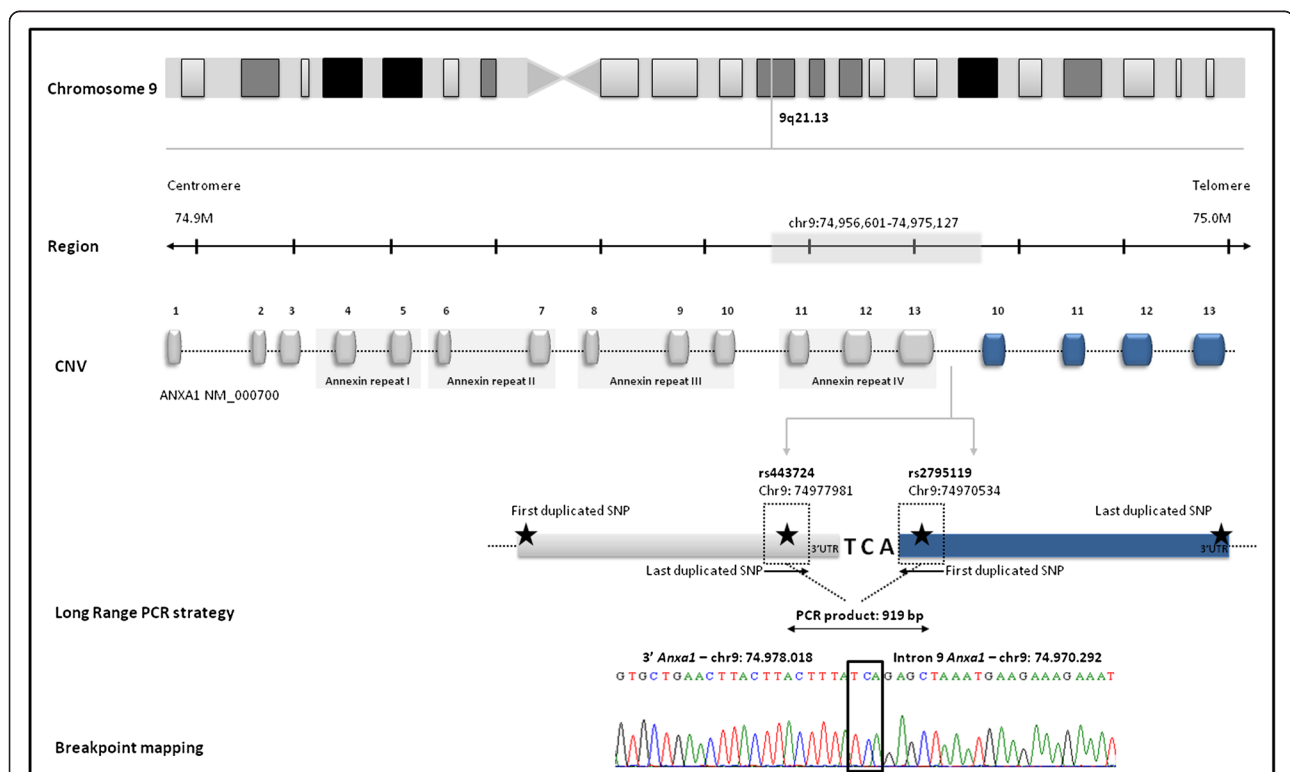 Chromosome 9
9q21.13
Centromere
Telomere
74.9M
75.0M
chr9:74,956,601-74,975,127
Region
1 2 3 4 5 6 7 8 9 10 11 12 13 10 11 12 13
CNV
Annexin repeat I Annexin repeat II Annexin repeat III Annexin repeat IV
ANXA1 NM_000700
rs443724 rs2795119
Chr9: 74977981 Chr9:74970534
First duplicated SNP Last duplicated SNP
3'UTR TCA 3'UTR
Last duplicated SNP First duplicated SNP
Long Range PCR strategy
PCR product: 919 bp
3' Anxa1 – chr9: 74.978.018 Intron 9 Anxa1 – chr9: 74.970.292
GTGCTGAACTTACTTACTTTATCAGAGCTAAATGAAGAAAGAAAT
Breakpoint mapping